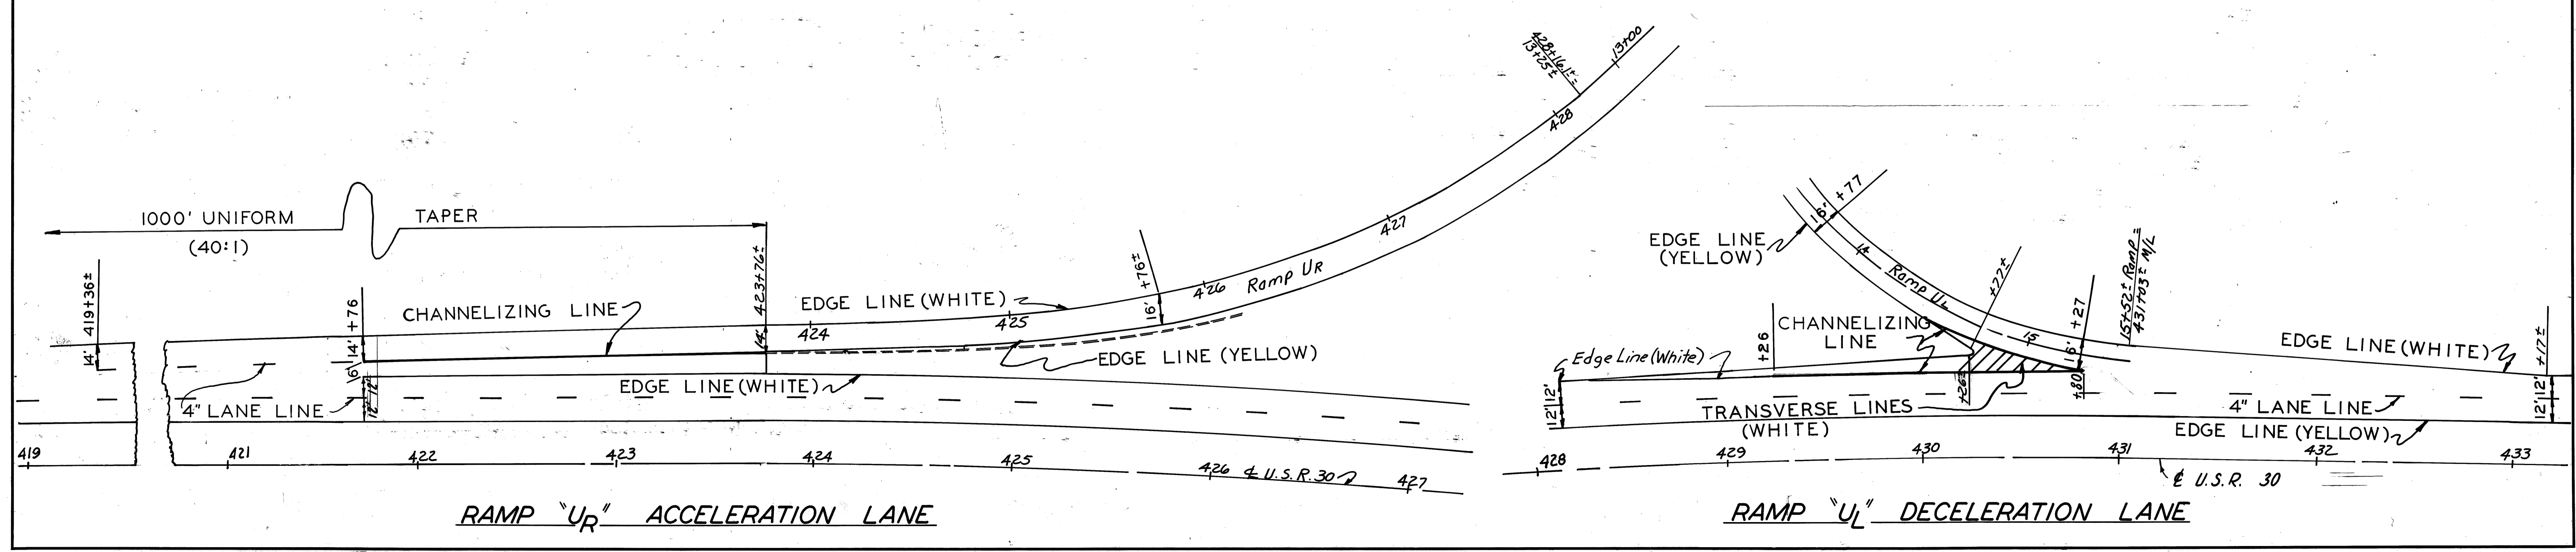 1000' UNIFORM TAPER
(40:1)
14' 419+36±
14' +76
16'
12' 12'
4" LANE LINE
CHANNELIZING LINE
14' 423+76±
EDGE LINE (WHITE)
EDGE LINE (WHITE)
EDGE LINE (YELLOW)
16' +76±
Ramp UR
428+16.1±=
13+25±
13+00
424
425
426
427
428
419
421
422
423
424
425
426
℄ U.S.R. 30
427
RAMP "UR" ACCELERATION LANE
EDGE LINE
(YELLOW)
16' +77
14
Ramp UL
15
+27±
16' +27
15+52± Ramp =
431+03± M/L
CHANNELIZING
LINE
+26
Edge Line (White)
12' 12'
TRANSVERSE LINES
(WHITE)
+26±
+80
EDGE LINE (WHITE)
+17±
12' 12'
4" LANE LINE
EDGE LINE (YELLOW)
428
429
430
431
432
433
℄ U.S.R. 30
RAMP "UL" DECELERATION LANE